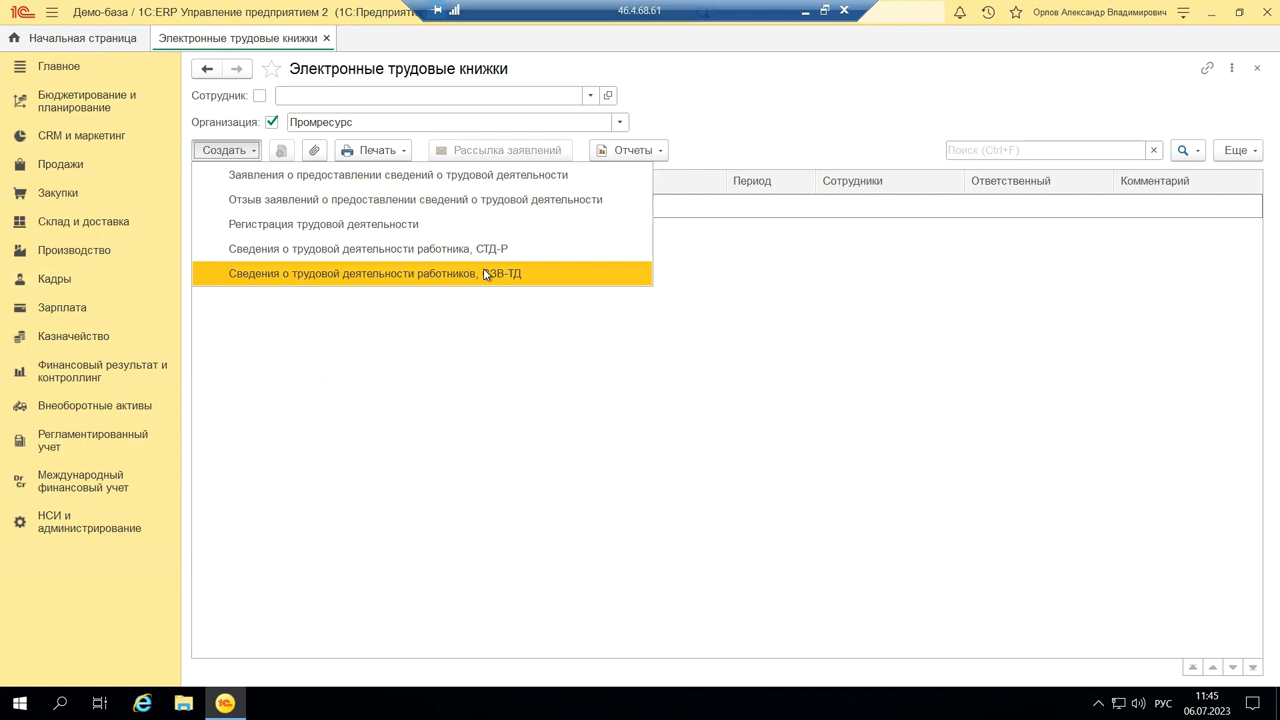 Демо-база / 1С:ERP Управление предприятием 2 (1С:Предприятие
46.4.68.61
Орлов Александр Владимирович
Начальная страница
Электронные трудовые книжки
Главное
Бюджетирование и
планирование
CRM и маркетинг
Продажи
Закупки
Склад и доставка
Производство
Кадры
Зарплата
Казначейство
Финансовый результат и
контроллинг
Внеоборотные активы
Регламентированный
учет
Международный
финансовый учет
НСИ и
администрирование
Электронные трудовые книжки
Сотрудник:
Организация: Промресурс
Создать Печать Рассылка заявлений Отчеты Поиск (Ctrl+F) Еще
Период Сотрудники Ответственный Комментарий
Заявления о предоставлении сведений о трудовой деятельности
Отзыв заявлений о предоставлении сведений о трудовой деятельности
Регистрация трудовой деятельности
Сведения о трудовой деятельности работника, СТД-Р
Сведения о трудовой деятельности работников,
РУС
11:45
06.07.2023